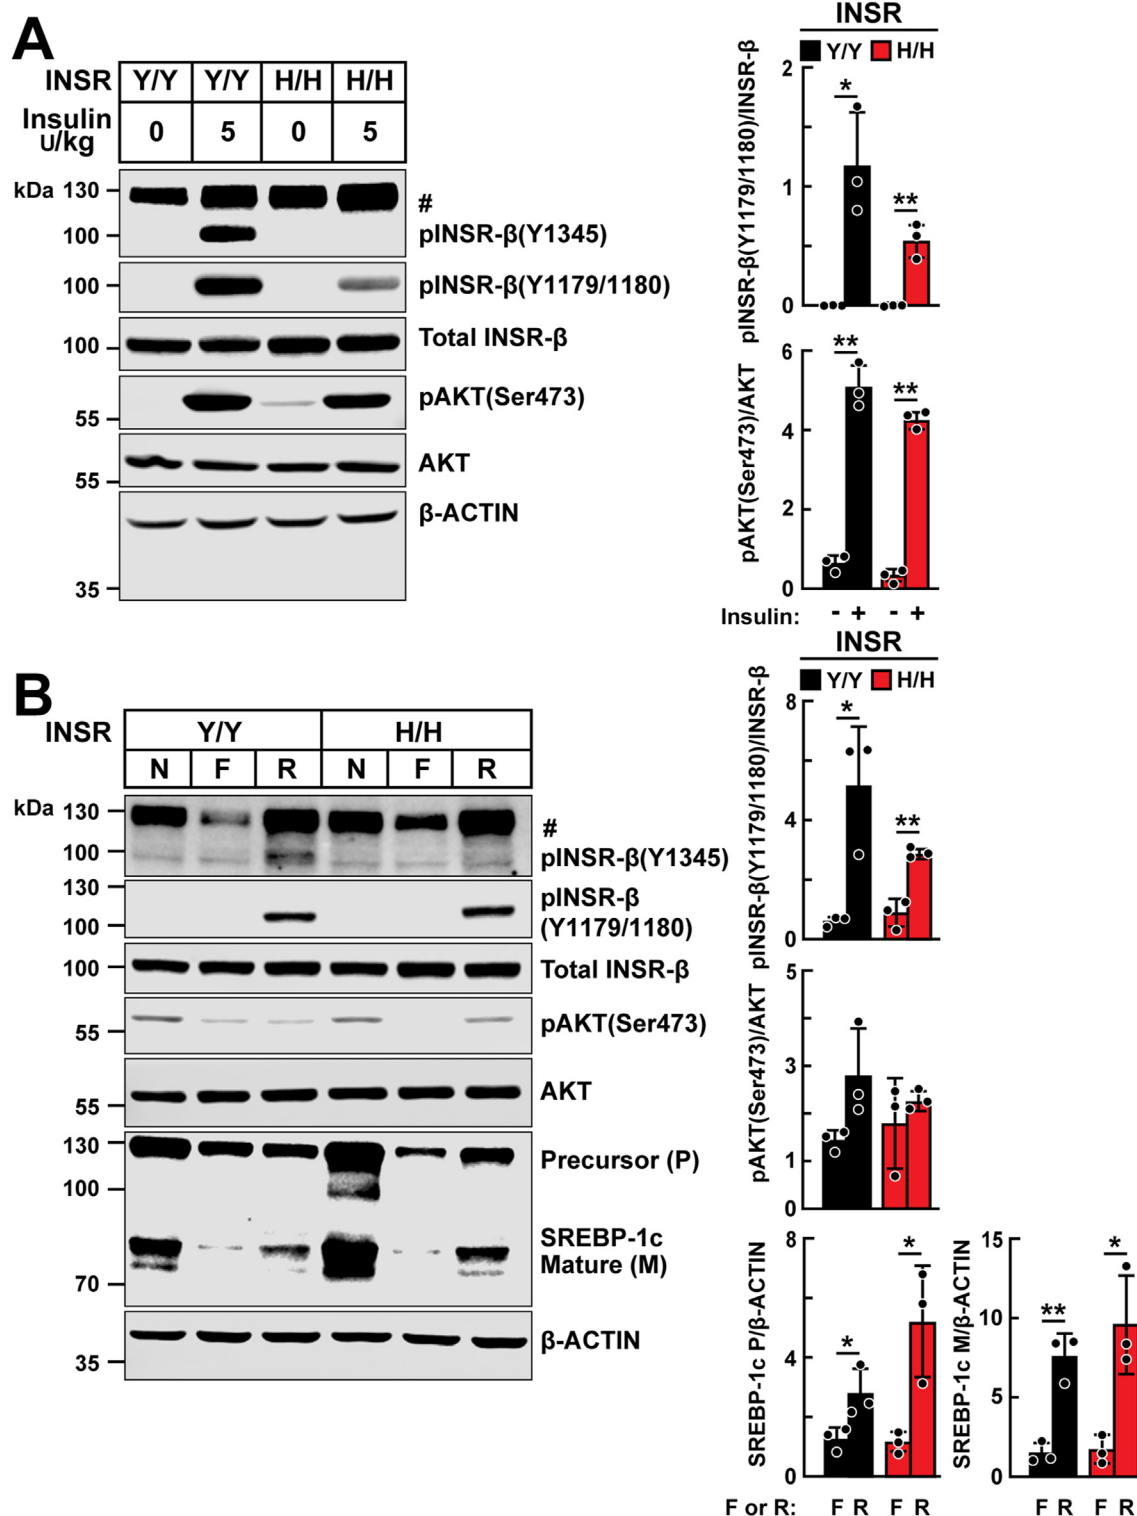 A
INSR Y/Y Y/Y H/H H/H
Insulin U/kg 0 5 0 5
kDa 130
#
100 pINSR-β(Y1345)
100 pINSR-β(Y1179/1180)
100 Total INSR-β
pAKT(Ser473)
55
AKT
55
β-ACTIN
35
INSR
Y/Y H/H
pINSR-β(Y1179/1180)/INSR-β
2
1
0
*
**
pAKT(Ser473)/AKT
6
4
2
0
**
**
Insulin: - + - +
B
INSR Y/Y H/H
N F R N F R
kDa 130
#
100 pINSR-β(Y1345)
130 pINSR-β
100 (Y1179/1180)
100 Total INSR-β
55 pAKT(Ser473)
AKT
55
130 Precursor (P)
100
SREBP-1c
Mature (M)
70
β-ACTIN
35
INSR
Y/Y H/H
pINSR-β(Y1179/1180)/INSR-β
8
4
0
*
**
pAKT(Ser473)/AKT
5
3
1
0
SREBP-1c P/β-ACTIN
8
4
0
*
*
SREBP-1c M/β-ACTIN
15
10
5
0
**
*
F or R: F R F R F R F R